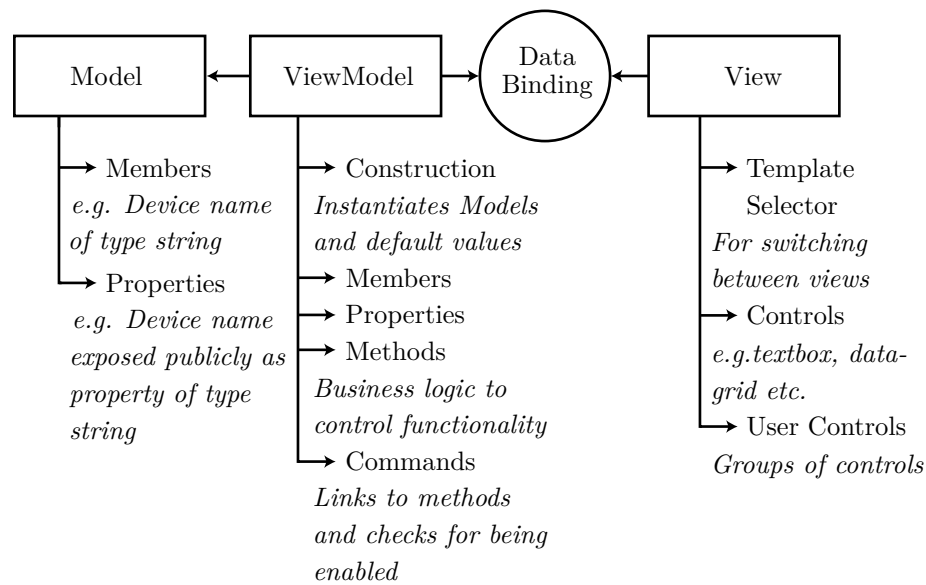 Model
ViewModel
Data
Binding
View
Members
e.g. Device name
of type string
Properties
e.g. Device name
exposed publicly as
property of type
string
Construction
Instantiates Models
and default values
Members
Properties
Methods
Business logic to
control functionality
Commands
Links to methods
and checks for being
enabled
Template
Selector
For switching
between views
Controls
e.g.textbox, data-
grid etc.
User Controls
Groups of controls